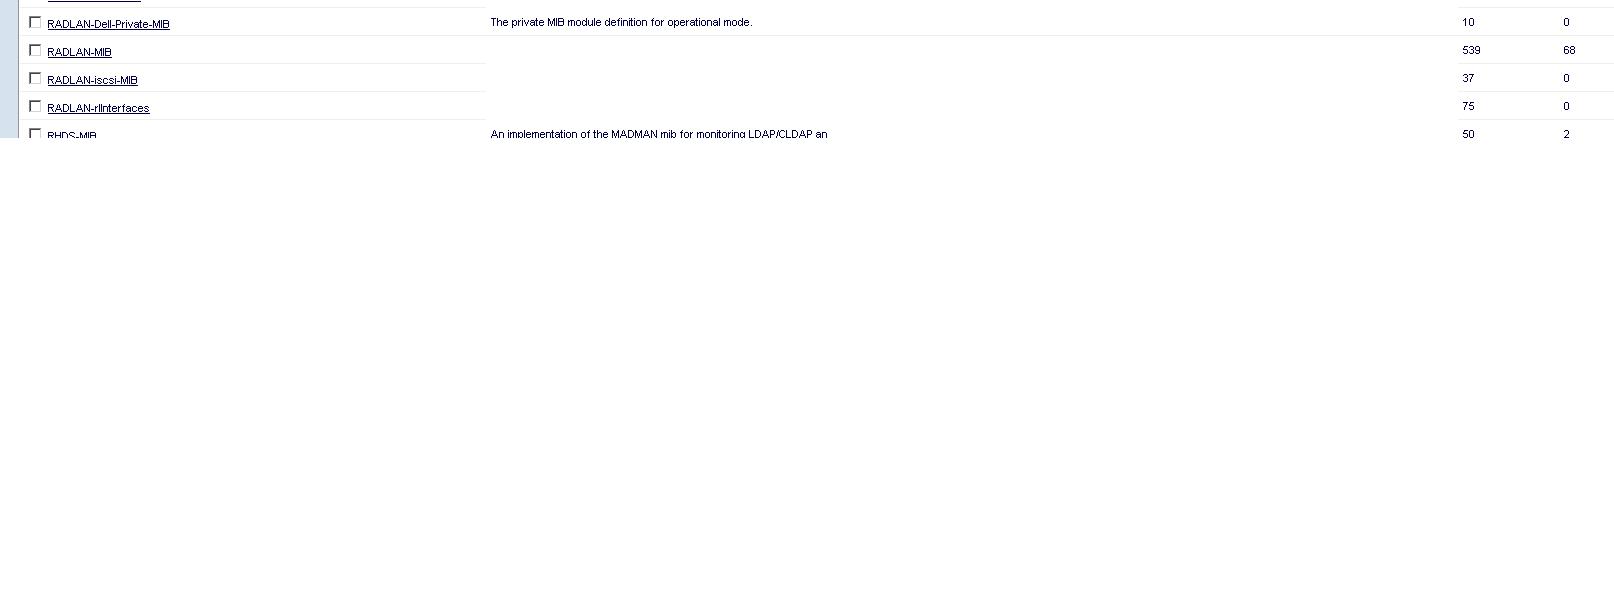 RADLAN-Dell-Private-MIB The private MIB module definition for operational mode. 10 0
RADLAN-MIB 539 68
RADLAN-iscsi-MIB 37 0
RADLAN-rlInterfaces 75 0
RHDS-MIB An implementation of the MADMAN mib for monitoring LDAP/CLDAP an 50 2